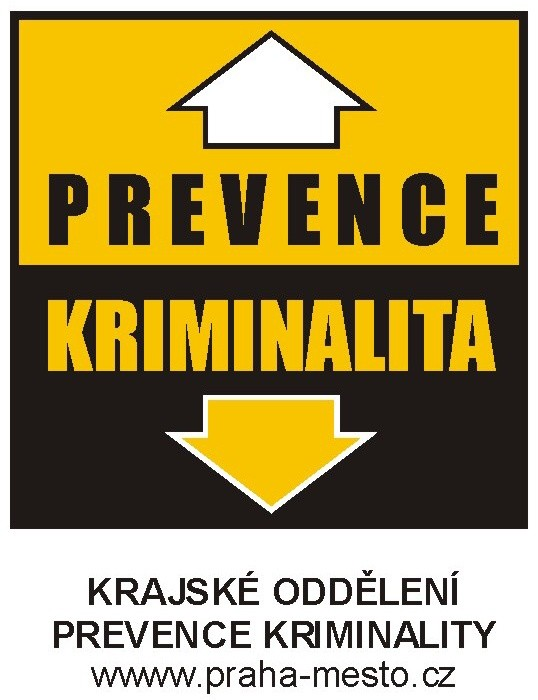 PREVENCE
KRIMINALITA
KRAJSKÉ ODDĚLENÍ
PREVENCE KRIMINALITY
wwww.praha-mesto.cz